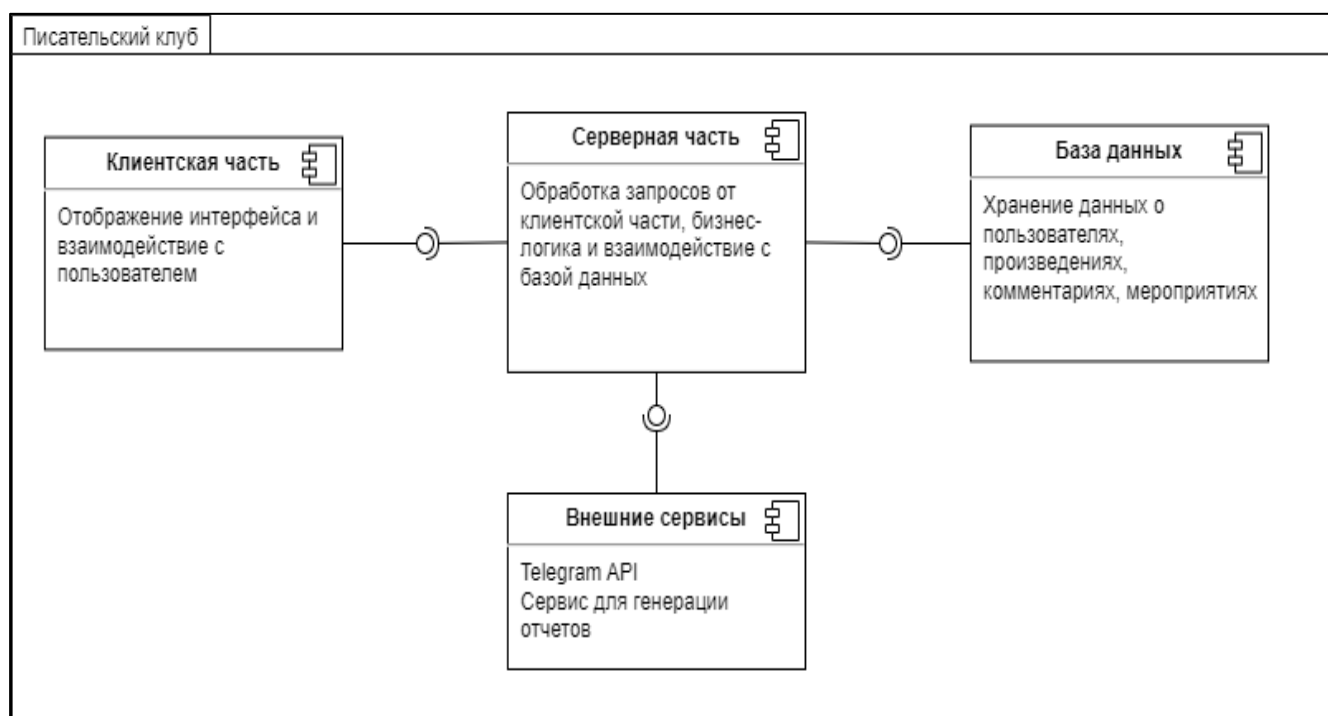 Писательский клуб
Клиентская часть
Отображение интерфейса и
взаимодействие с
пользователем
Серверная часть
Обработка запросов от
клиентской части, бизнес-
логика и взаимодействие с
базой данных
База данных
Хранение данных о
пользователях,
произведениях,
комментариях, мероприятиях
Внешние сервисы
Telegram API
Сервис для генерации
отчетов